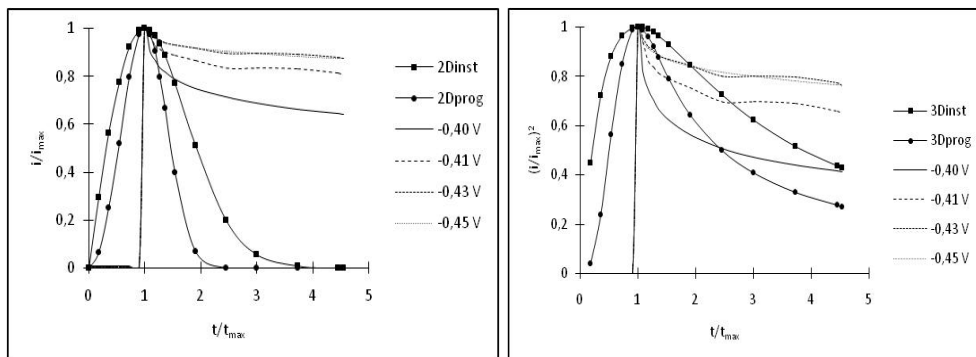 1
0,8
0,6
0,4
0,2
0
i/imax
0 1 2 3 4 5
t/tmax
2Dinst
2Dprog
-0,40 V
-0,41 V
-0,43 V
-0,45 V
1
0,8
0,6
0,4
0,2
0
(i/imax)²
0 1 2 3 4 5
t/tmax
3Dinst
3Dprog
-0,40 V
-0,41 V
-0,43 V
-0,45 V